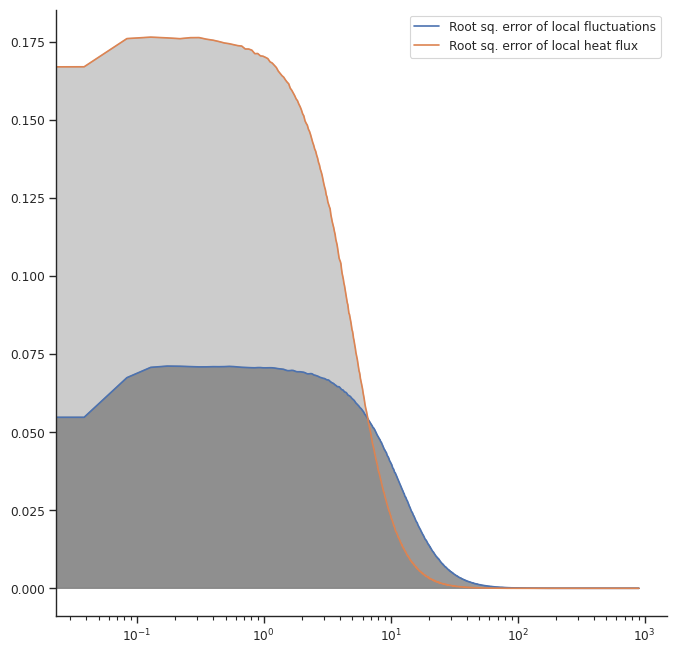 Root sq. error of local fluctuations
Root sq. error of local heat flux
0.175
0.150
0.125
0.100
0.075
0.050
0.025
0.000
10⁻¹ 10⁰ 10¹ 10² 10³